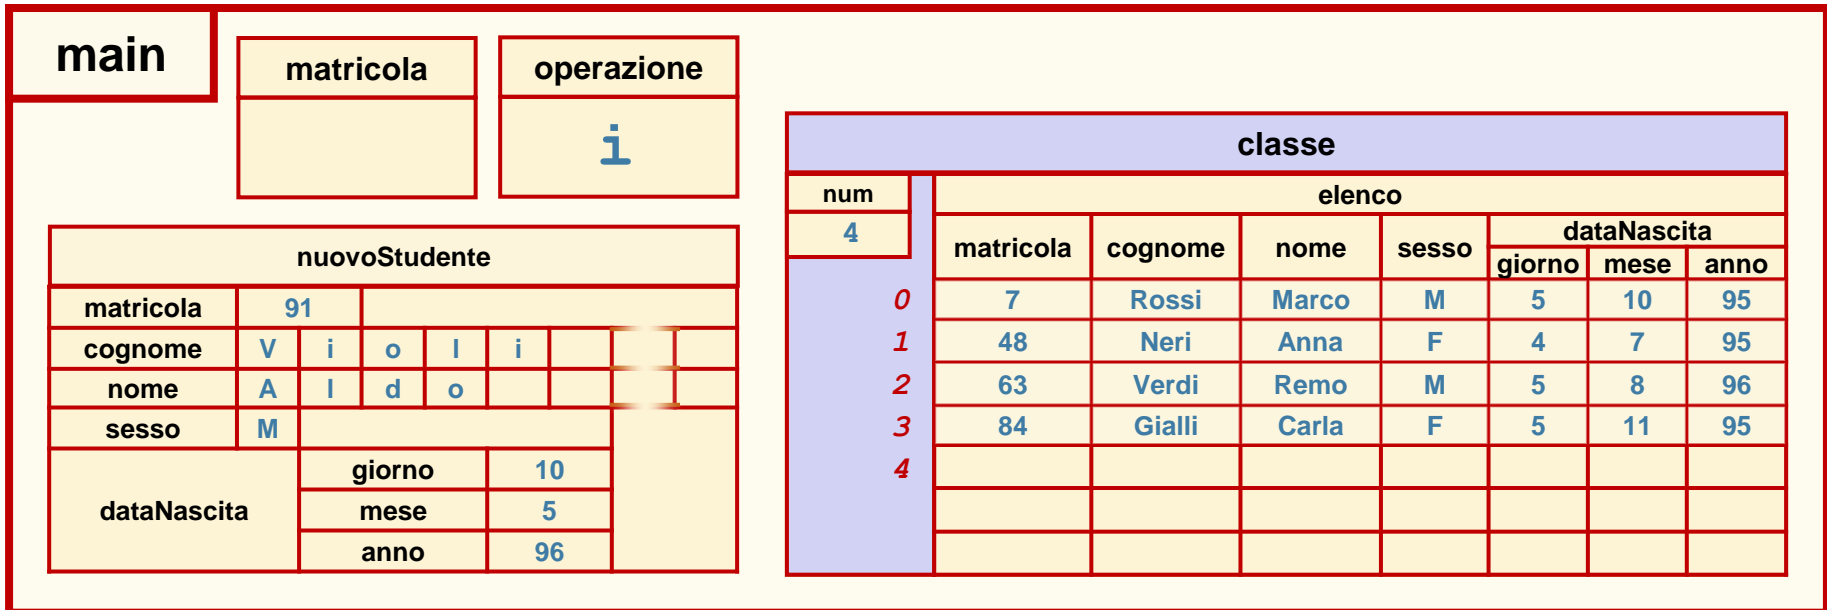 main
matricola operazione
i
nuovoStudente
matricola 91
cognome V i o l i
nome A l d o
sesso M
dataNascita
giorno 10
mese 5
anno 96
classe
num elenco
4
matricola cognome nome sesso dataNascita
giorno mese anno
0 7 Rossi Marco M 5 10 95
1 48 Neri Anna F 4 7 95
2 63 Verdi Remo M 5 8 96
3 84 Gialli Carla F 5 11 95
4